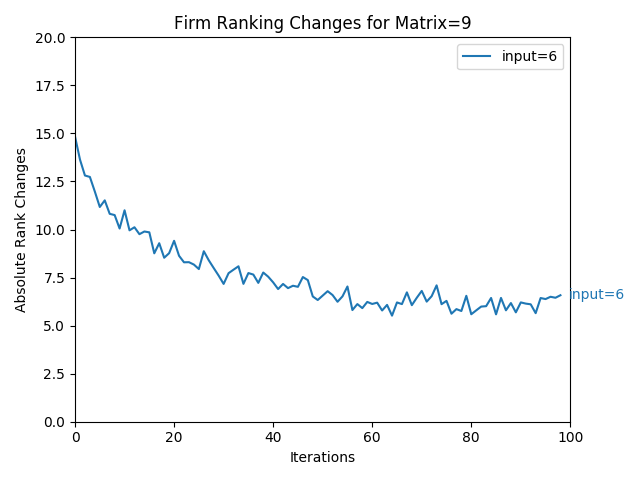 Firm Ranking Changes for Matrix=9
20.0
17.5
15.0
12.5
10.0
7.5
5.0
2.5
0.0
Absolute Rank Changes
input=6
input=6
0 20 40 60 80 100
Iterations